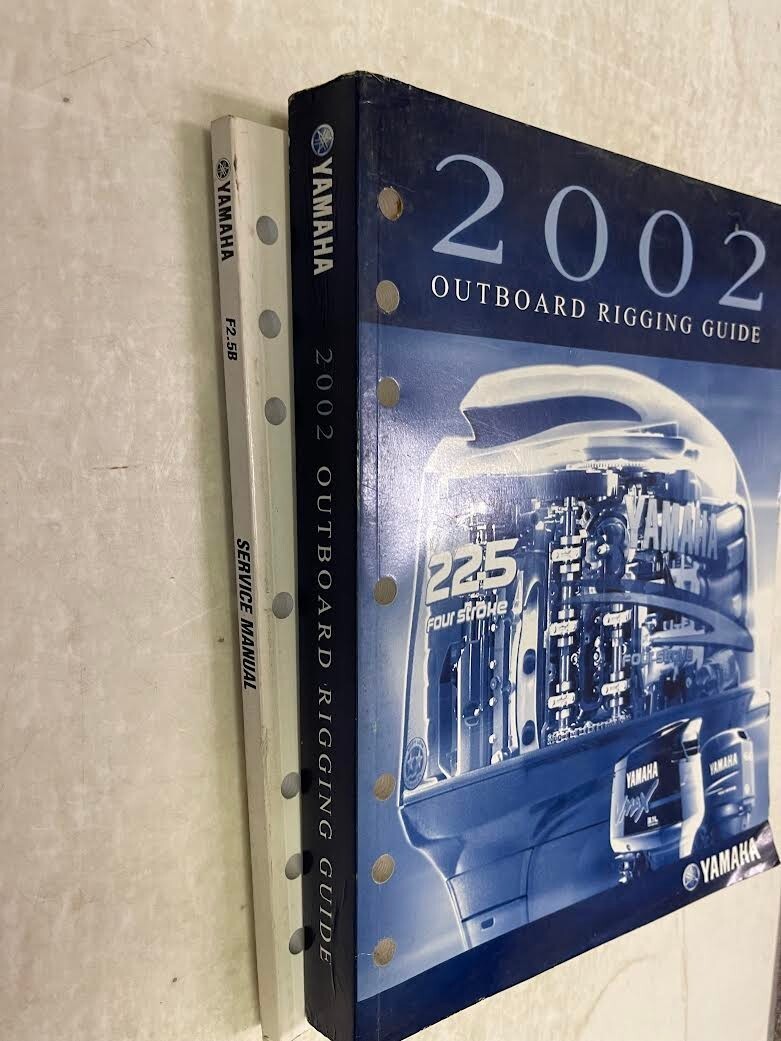 YAMAHA F2.5B SERVICE MANUAL
YAMAHA 2002 OUTBOARD RIGGING GUIDE
2002
OUTBOARD RIGGING GUIDE
YAMAHA
225
Four stroke
Fourstroke
YAMAHA
YAMAHA
YAMAHA